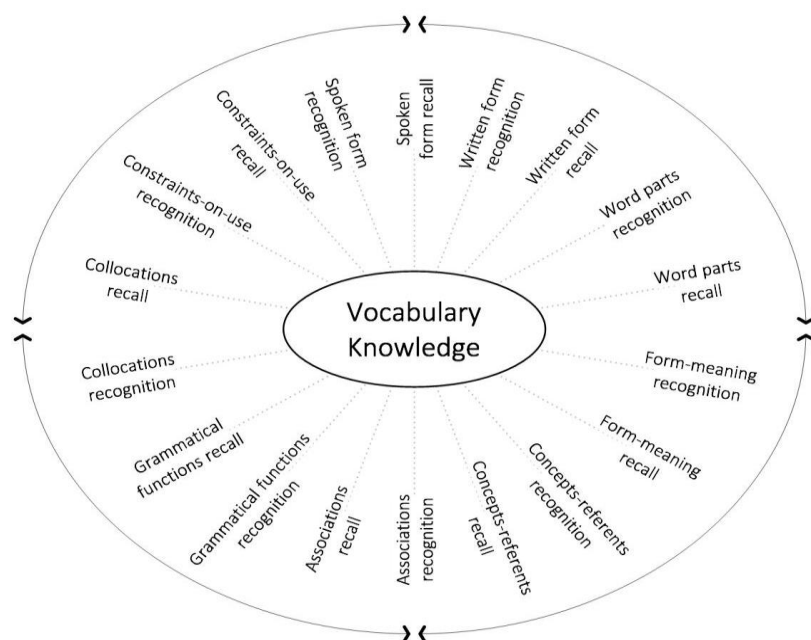 Spoken form
recognition
Spoken
form recall
Written form
recognition
Written form
recall
Word parts
recognition
Word parts
recall
Form-meaning
recognition
Form-meaning
recall
Concepts-referents
recognition
Concepts-referents
recall
Associations
recognition
Associations
recall
Grammatical functions
recognition
Grammatical
functions recall
Collocations
recognition
Collocations
recall
Constraints-on-use
recognition
Constraints-on-use
recall
Vocabulary
Knowledge